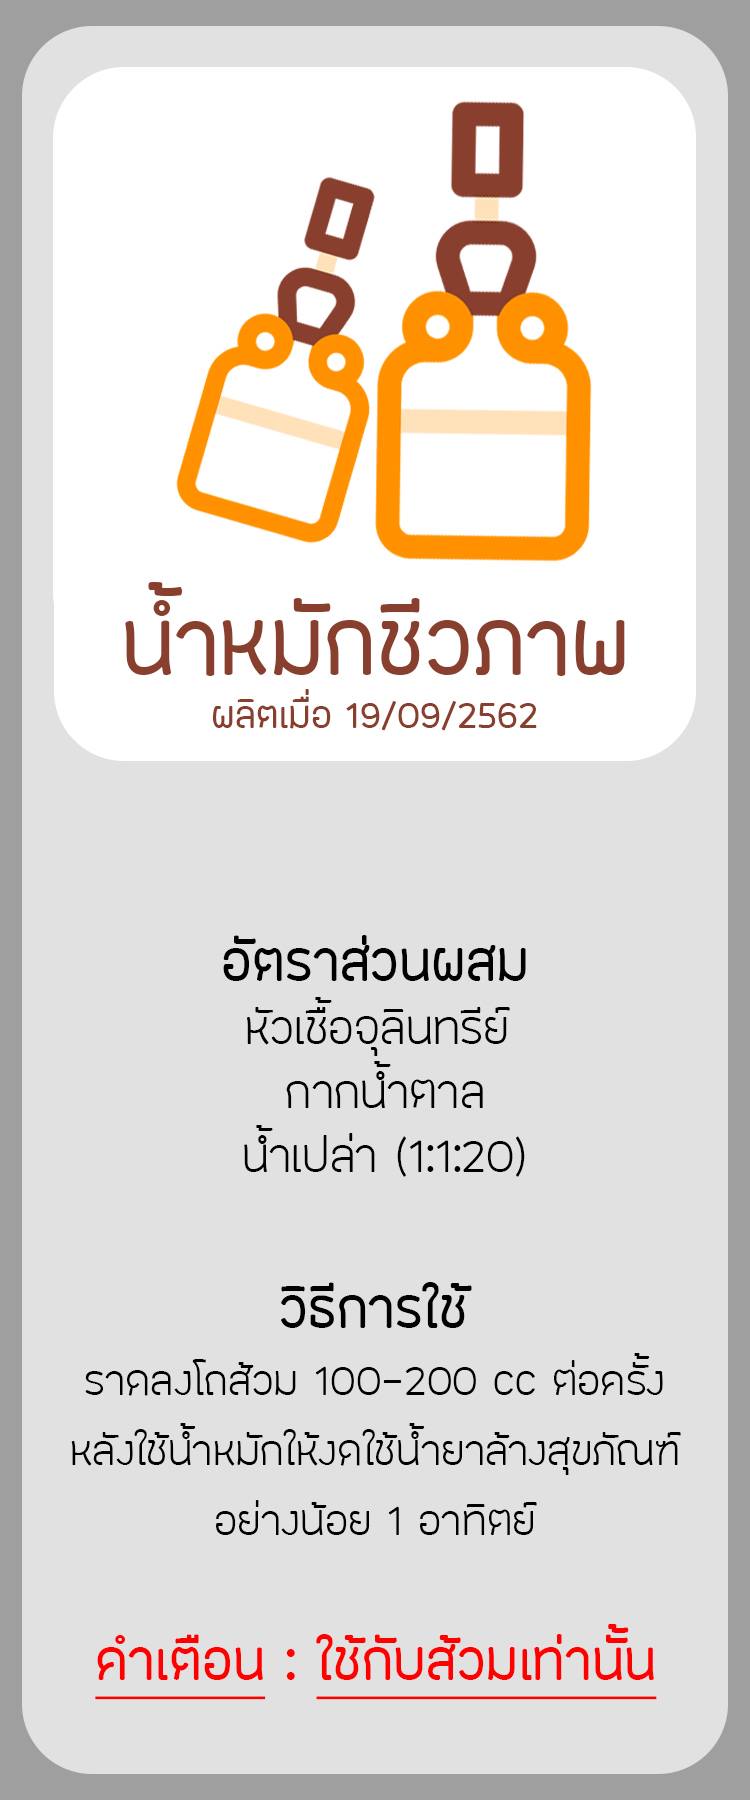 น้ำหมักชีวภาพ
ผลิตเมื่อ 19/09/2562
อัตราส่วนผสม
หัวเชื้อจุลินทรีย์
กากน้ำตาล
น้ำเปล่า (1:1:20)
วิธีการใช้
ราดลงโถส้วม 100-200 cc ต่อครั้ง
หลังใช้น้ำหมักให้งดใช้น้ำยาล้างสุขภัณฑ์
อย่างน้อย 1 อาทิตย์
คำเตือน : ใช้กับส้วมเท่านั้น